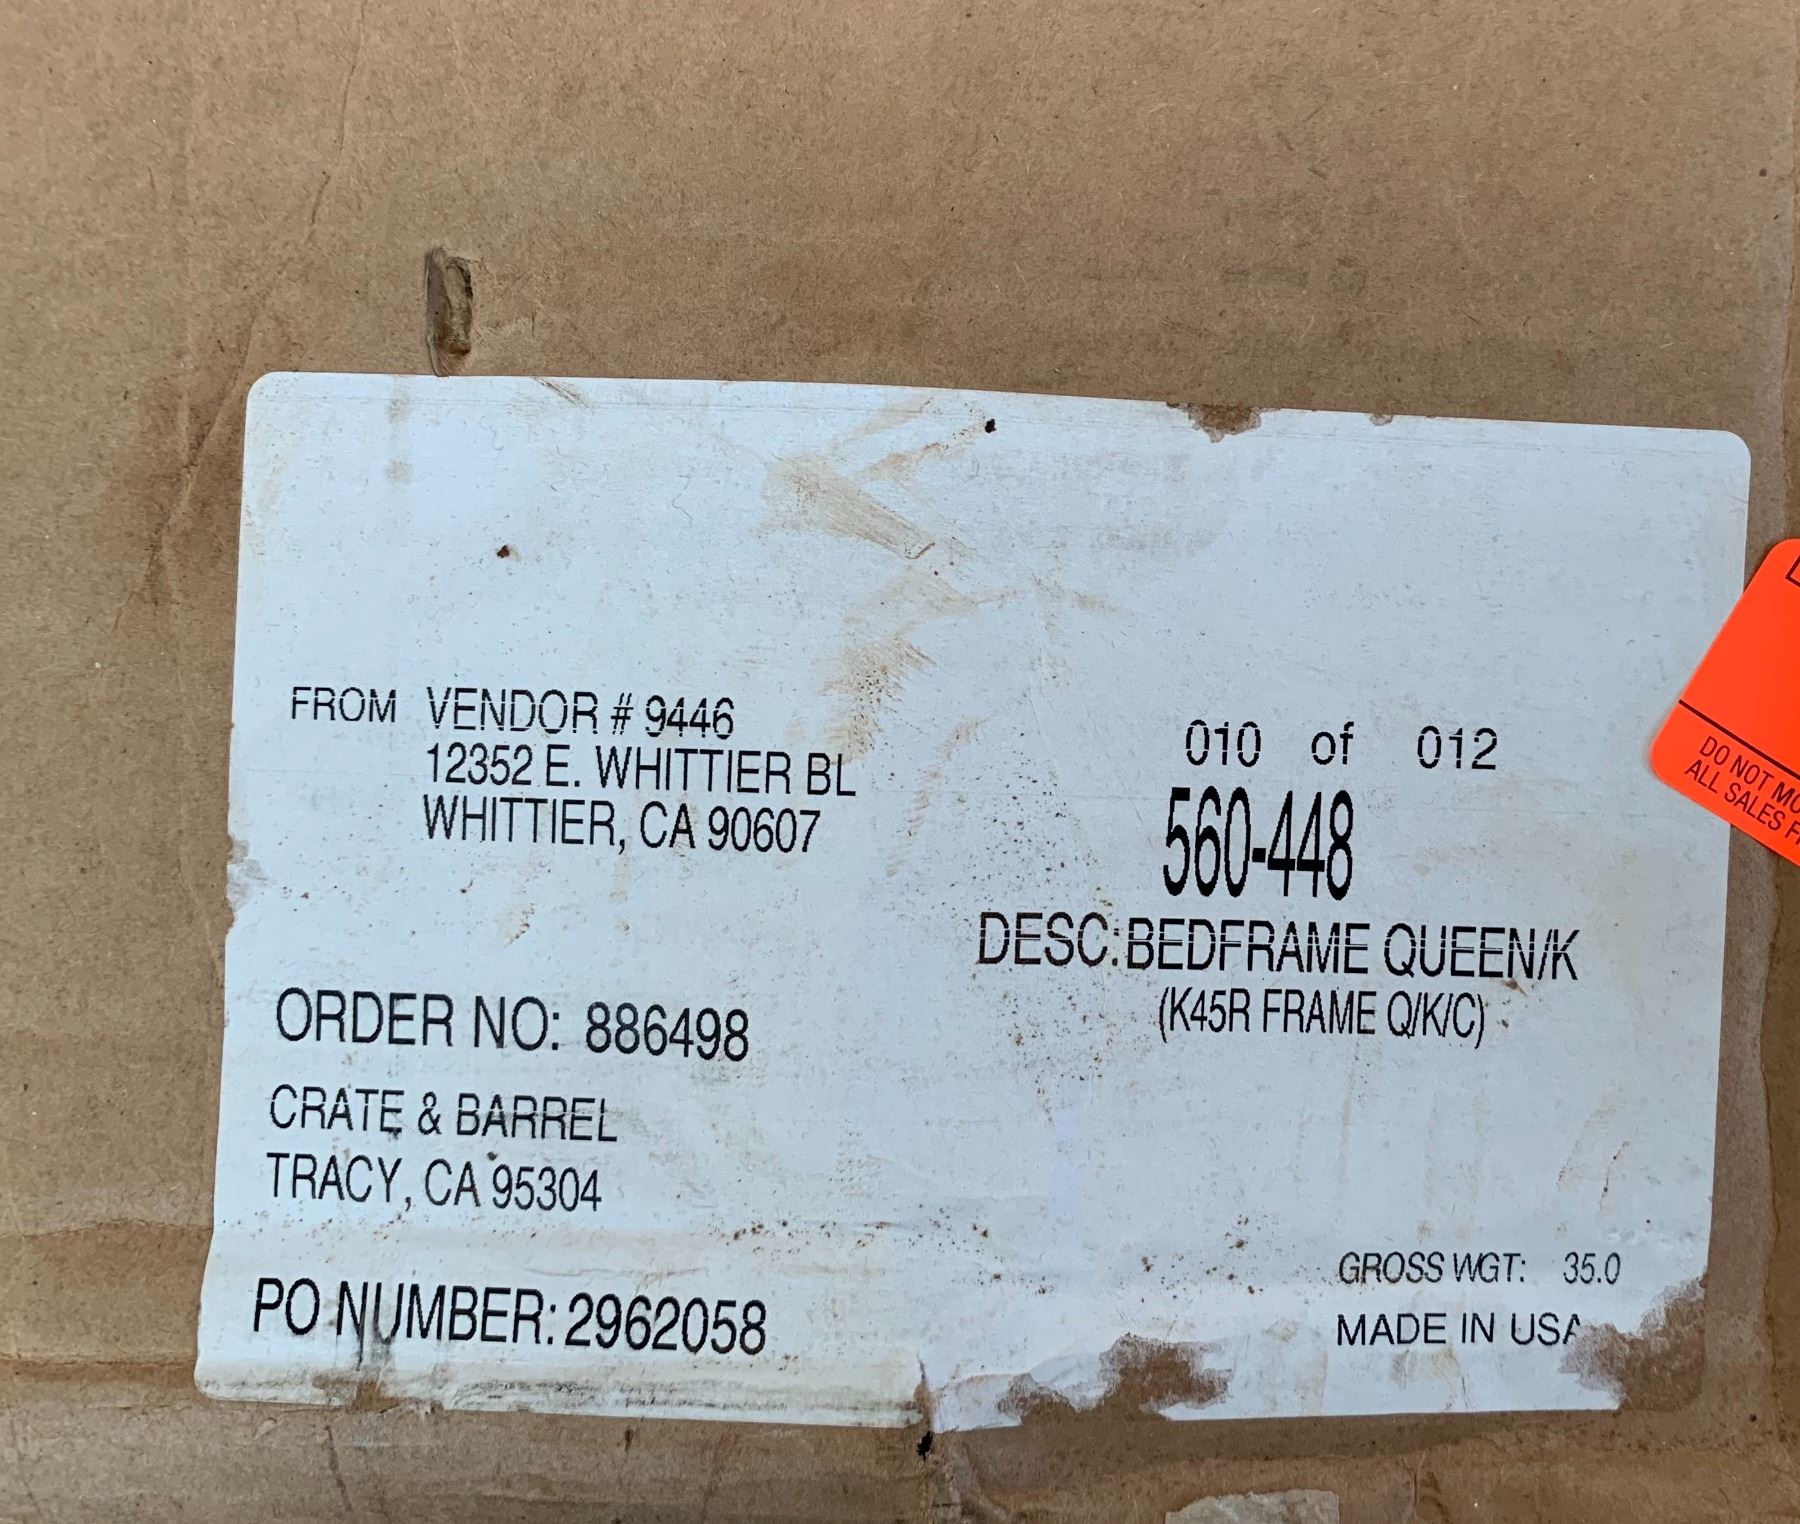 FROM VENDOR # 9446
12352 E. WHITTIER BL
WHITTIER, CA 90607
010 of 012
560-448
DESC: BEDFRAME QUEEN/K
(K45R FRAME Q/K/C)
ORDER NO: 886498
CRATE & BARREL
TRACY, CA 95304
PO NUMBER: 2962058
GROSS WGT: 35.0
MADE IN USA
DO NOT
ALL SALES